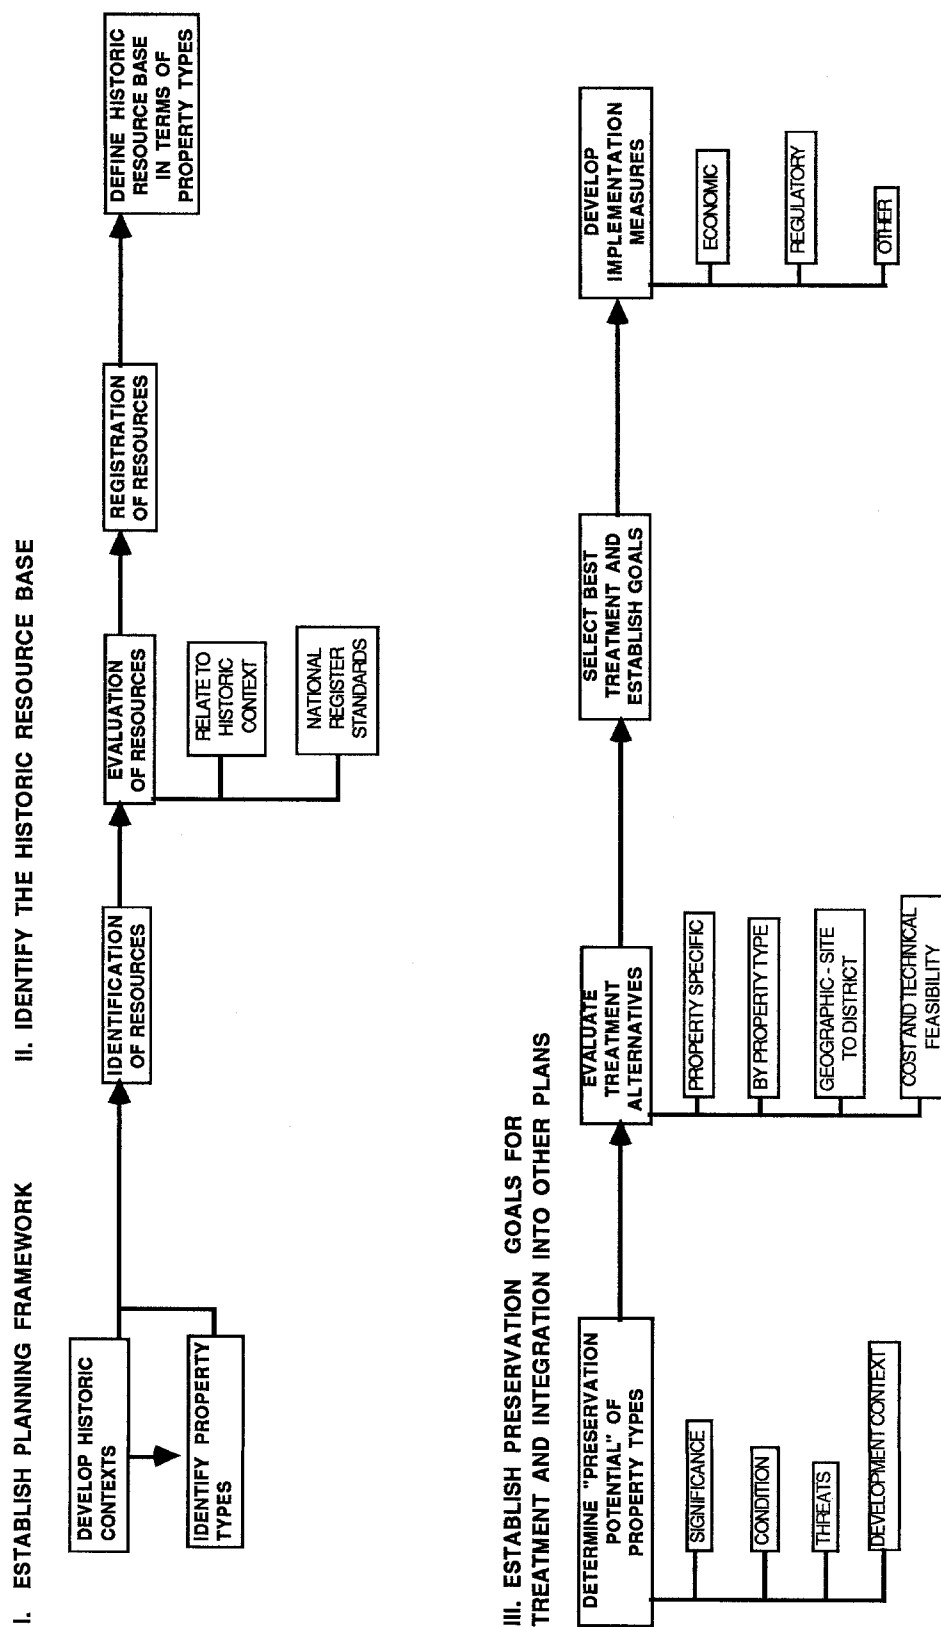 I. ESTABLISH PLANNING FRAMEWORK
II. IDENTIFY THE HISTORIC RESOURCE BASE
DEVELOP HISTORIC
CONTEXTS
IDENTIFY PROPERTY
TYPES
IDENTIFICATION
OF RESOURCES
EVALUATION
OF RESOURCES
RELATE TO
HISTORIC
CONTEXT
NATIONAL
REGISTER
STANDARDS
REGISTRATION
OF RESOURCES
DEFINE HISTORIC
RESOURCE BASE
IN TERMS OF
PROPERTY TYPES
III. ESTABLISH PRESERVATION GOALS FOR
TREATMENT AND INTEGRATION INTO OTHER PLANS
DETERMINE "PRESERVATION
POTENTIAL" OF
PROPERTY TYPES
SIGNIFICANCE
CONDITION
THREATS
DEVELOPMENT CONTEXT
EVALUATE
TREATMENT
ALTERNATIVES
PROPERTY SPECIFIC
BY PROPERTY TYPE
GEOGRAPHIC - SITE
TO DISTRICT
COST AND TECHNICAL
FEASIBILITY
SELECT BEST
TREATMENT AND
ESTABLISH GOALS
DEVELOP
IMPLEMENTATION
MEASURES
ECONOMIC
REGULATORY
OTHER